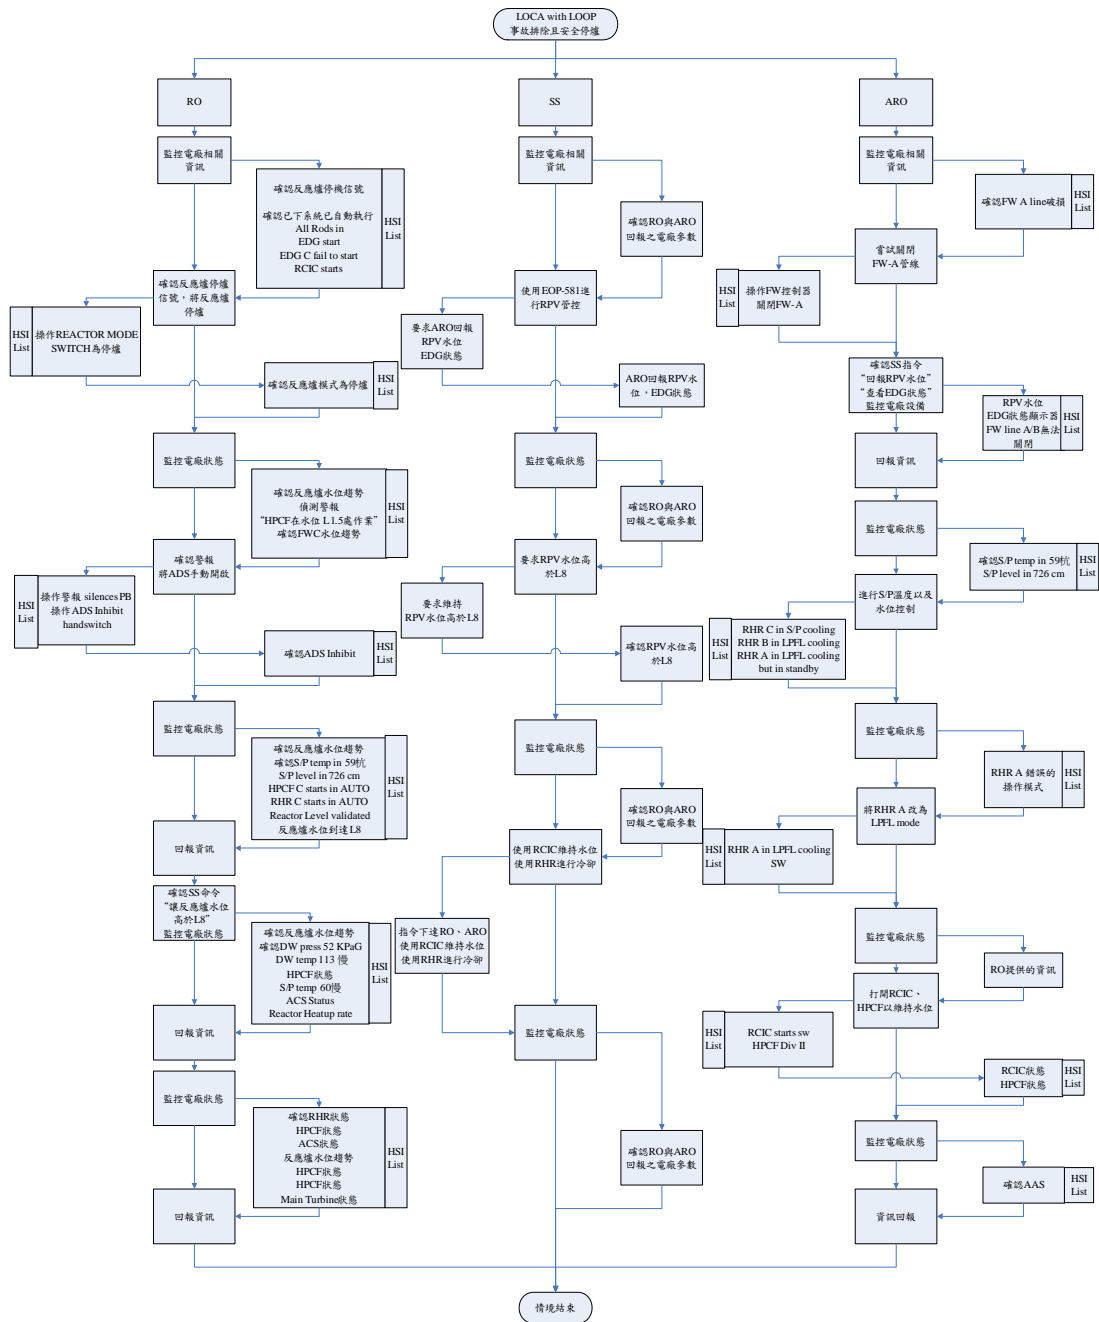 LOCA with LOOP
事故排除且安全停爐
RO
監控電廠相關
資訊
確認反應爐停機信號
確認已下系統已自動執行
All Rods in
EDG start
EDG C fail to start
RCIC starts
HSI
List
確認反應爐停爐
信號，將反應爐
停爐
HSI
List
操作REACTOR MODE
SWITCH為停爐
確認反應爐模式為停爐
HSI
List
監控電廠狀態
確認反應爐水位趨勢
偵測警報
“HPCF在水位 L1.5處作業”
確認FWC水位趨勢
HSI
List
確認警報
將ADS手動開啟
HSI
List
操作警報 silences PB
操作ADS Inhibit
handswitch
確認ADS Inhibit
HSI
List
監控電廠狀態
確認反應爐水位趨勢
確認S/P temp in 59杭
S/P level in 726 cm
HPCF C starts in AUTO
RHR C starts in AUTO
Reactor Level validated
反應爐水位到達L8
HSI
List
回報資訊
確認SS命令
“讓反應爐水位
高於L8”
監控電廠狀態
確認反應爐水位趨勢
確認DW press 52 KPaG
DW temp 113 慢
HPCF狀態
S/P temp 60慢
ACS Status
Reactor Heatup rate
HSI
List
回報資訊
監控電廠狀態
確認RHR狀態
HPCF狀態
ACS狀態
反應爐水位趨勢
HPCF狀態
HPCF狀態
Main Turbine狀態
HSI
List
回報資訊
SS
監控電廠相關
資訊
確認RO與ARO
回報之電廠參數
使用EOP-581進
行RPV管控
要求ARO回報
RPV水位
EDG狀態
ARO回報RPV水
位，EDG狀態
監控電廠狀態
確認RO與ARO
回報之電廠參數
要求RPV水位高
於L8
要求維持
RPV水位高於L8
確認RPV水位高
於L8
監控電廠狀態
確認RO與ARO
回報之電廠參數
使用RCIC維持水位
使用RHR進行冷卻
指令下達RO、ARO
使用RCIC維持水位
使用RHR進行冷卻
監控電廠狀態
確認RO與ARO
回報之電廠參數
ARO
監控電廠相關
資訊
確認FW A line破損
HSI
List
嘗試關閉
FW-A管線
HSI
List
操作FW控制器
關閉FW-A
確認SS指令
“回報RPV水位”
“查看EDG狀態”
監控電廠設備
RPV水位
EDG狀態顯示器
FW line A/B無法
關閉
HSI
List
回報資訊
監控電廠狀態
確認S/P temp in 59杭
S/P level in 726 cm
HSI
List
進行S/P溫度以及
水位控制
HSI
List
RHR C in S/P cooling
RHR B in LPFL cooling
RHR A in LPFL cooling
but in standby
監控電廠狀態
RHR A 錯誤的
操作模式
HSI
List
將RHR A 改為
LPFL mode
HSI
List
RHR A in LPFL cooling
SW
監控電廠狀態
RO提供的資訊
打開RCIC、
HPCF以維持水位
HSI
List
RCIC starts sw
HPCF Div II
RCIC狀態
HPCF狀態
HSI
List
監控電廠狀態
確認AAS
HSI
List
資訊回報
情境結束